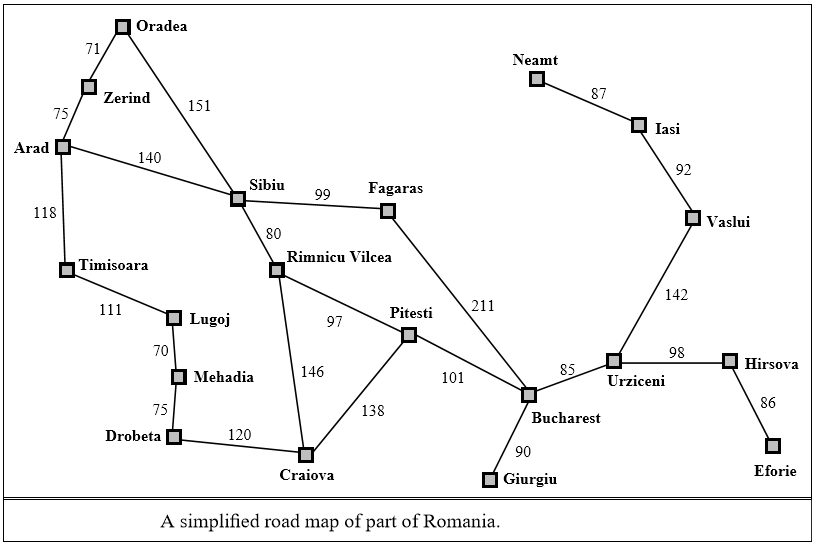 Oradea
71
Neamt
87
Zerind
151
75
Iasi
Arad
140
92
Sibiu
Fagaras
99
118
Vaslui
80
Rimnicu Vilcea
Timisoara
142
111
211
Pitesti
Lugoj
97
70
98
Hirsova
146
85
Mehadia
101
Urziceni
86
75
138
Bucharest
Drobeta
120
90
Eforie
Craiova
Giurgiu
A simplified road map of part of Romania.